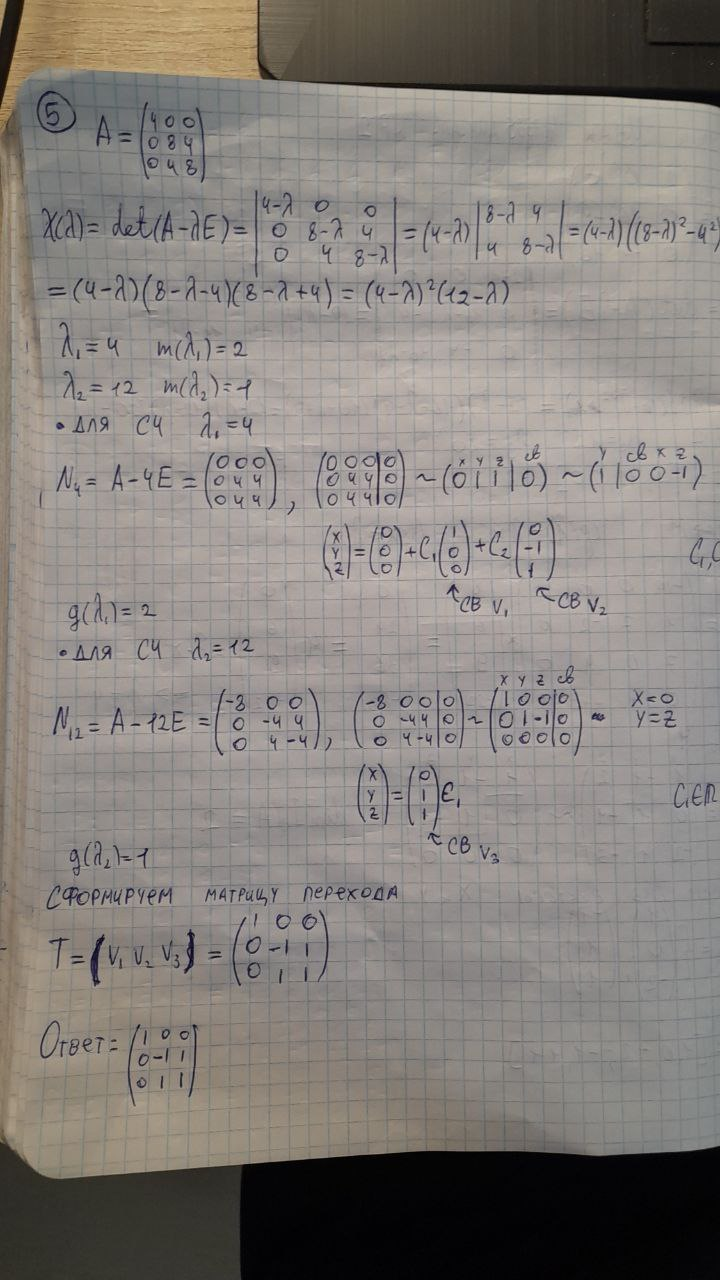 5
A = (4 0 0
0 8 4
0 4 8)
χ(λ) = det(A-λE) = |4-λ 0 0
0 8-λ 4
0 4 8-λ| = (4-λ) |8-λ 4
4 8-λ| = (4-λ)((8-λ)²-4²)
= (4-λ)(8-λ-4)(8-λ+4) = (4-λ)²(12-λ)
λ₁ = 4 m(λ₁) = 2
λ₂ = 12 m(λ₂) = 1
• для СЧ λ₁ = 4
N₄ = A-4E = (0 0 0
0 4 4
0 4 4), (0 0 0|0
0 4 4|0
0 4 4|0) ~ (0 1 1|0) ~ (1|0 0 -1)
x y z св
y св x z
(x
y
z) = (0
0
0) + C₁(1
0
0) + C₂(0
-1
1)
↖СВ V₁ ↖СВ V₂
g(λ₁) = 2
• для СЧ λ₂ = 12
N₁₂ = A-12E = (-8 0 0
0 -4 4
0 4 -4), (-8 0 0|0
0 -4 4|0
0 4 -4|0) ~ (1 0 0|0
0 1 -1|0
0 0 0|0) ~ x = 0
y = z
x y z св
(x
y
z) = (0
1
1)C₁
↖СВ V₃
g(λ₂) = 1
Сформируем матрицу перехода
T = (V₁ V₂ V₃) = (1 0 0
0 -1 1
0 1 1)
Ответ = (1 0 0
0 -1 1
0 1 1)